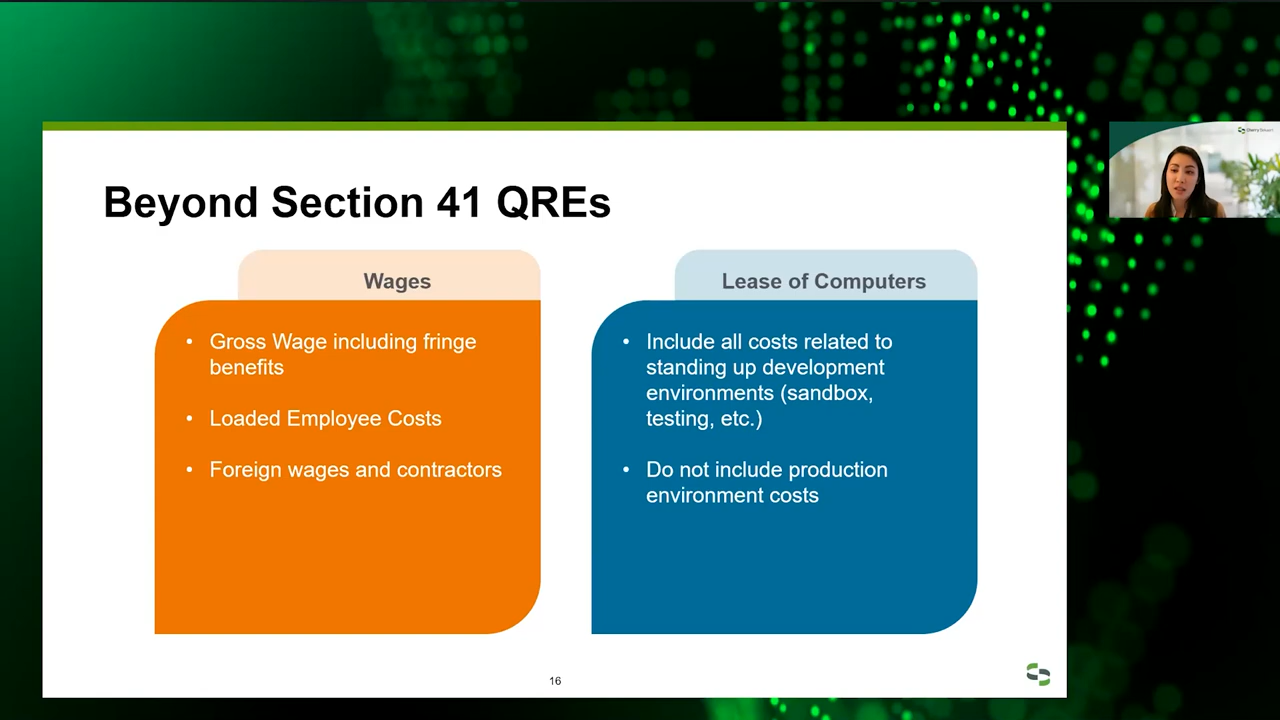 Beyond Section 41 QREs
Wages
• Gross Wage including fringe
benefits
• Loaded Employee Costs
• Foreign wages and contractors
Lease of Computers
• Include all costs related to
standing up development
environments (sandbox,
testing, etc.)
• Do not include production
environment costs
16